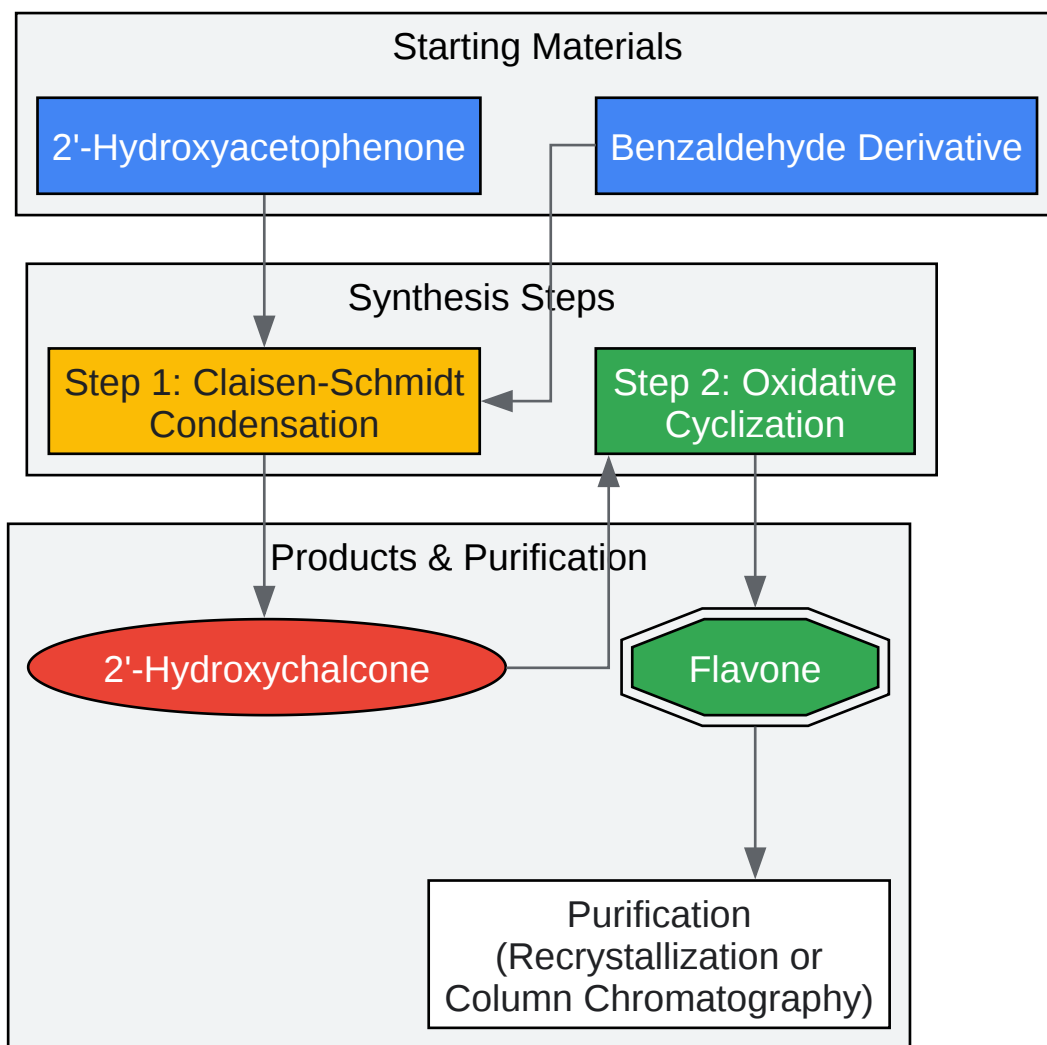 Starting Materials
2'-Hydroxyacetophenone
Benzaldehyde Derivative
Synthesis Steps
Step 1: Claisen-Schmidt
Condensation
Step 2: Oxidative
Cyclization
Products & Purification
2'-Hydroxychalcone
Flavone
Purification
(Recrystallization or
Column Chromatography)